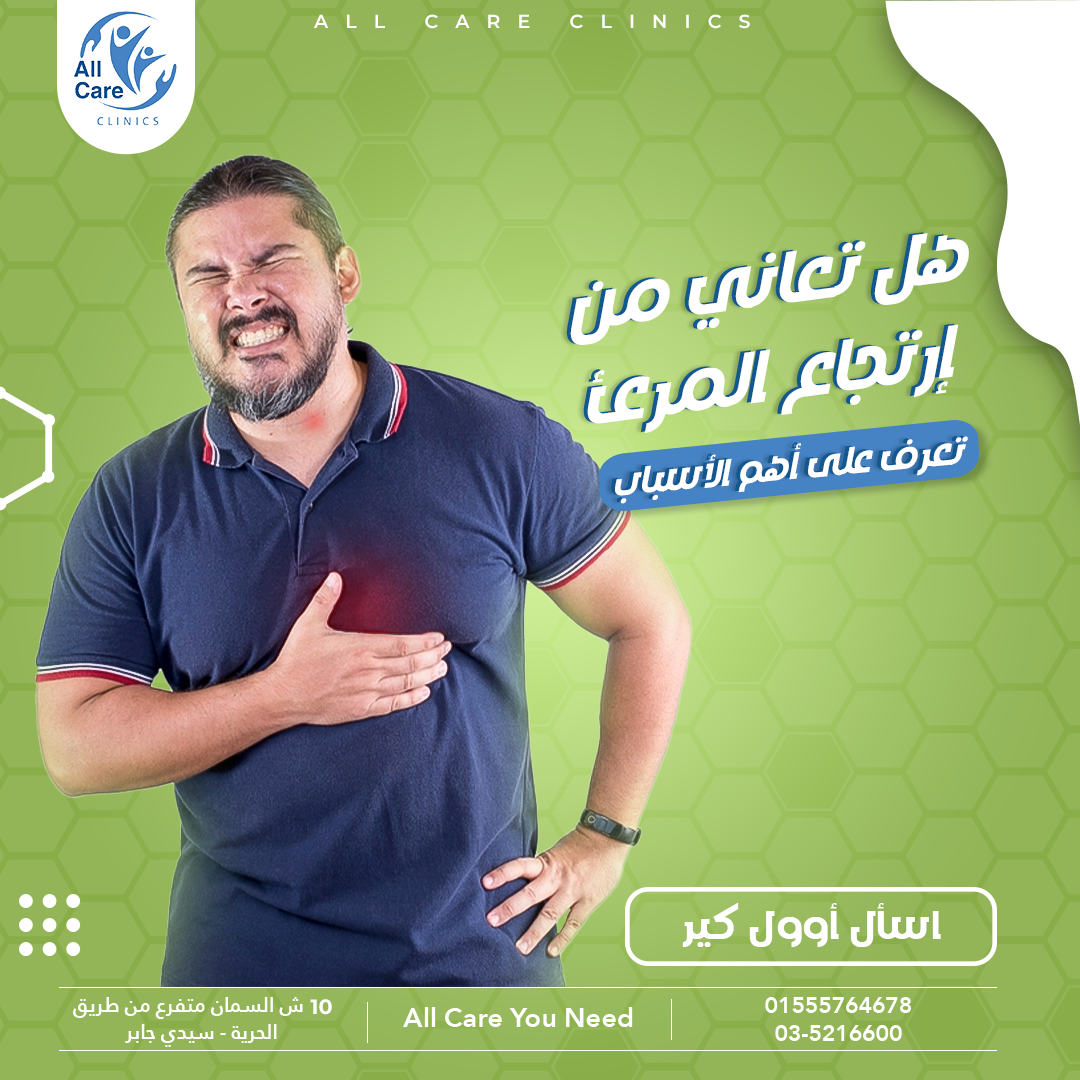 ALL CARE CLINICS
All
Care
CLINICS
هل تعاني من
إرتجاع المرئ
تعرف على أهم الأسباب
اسأل أوول كير
10 ش السمان متفرع من طريق
الحرية - سيدي جابر
All Care You Need
01555764678
03-5216600